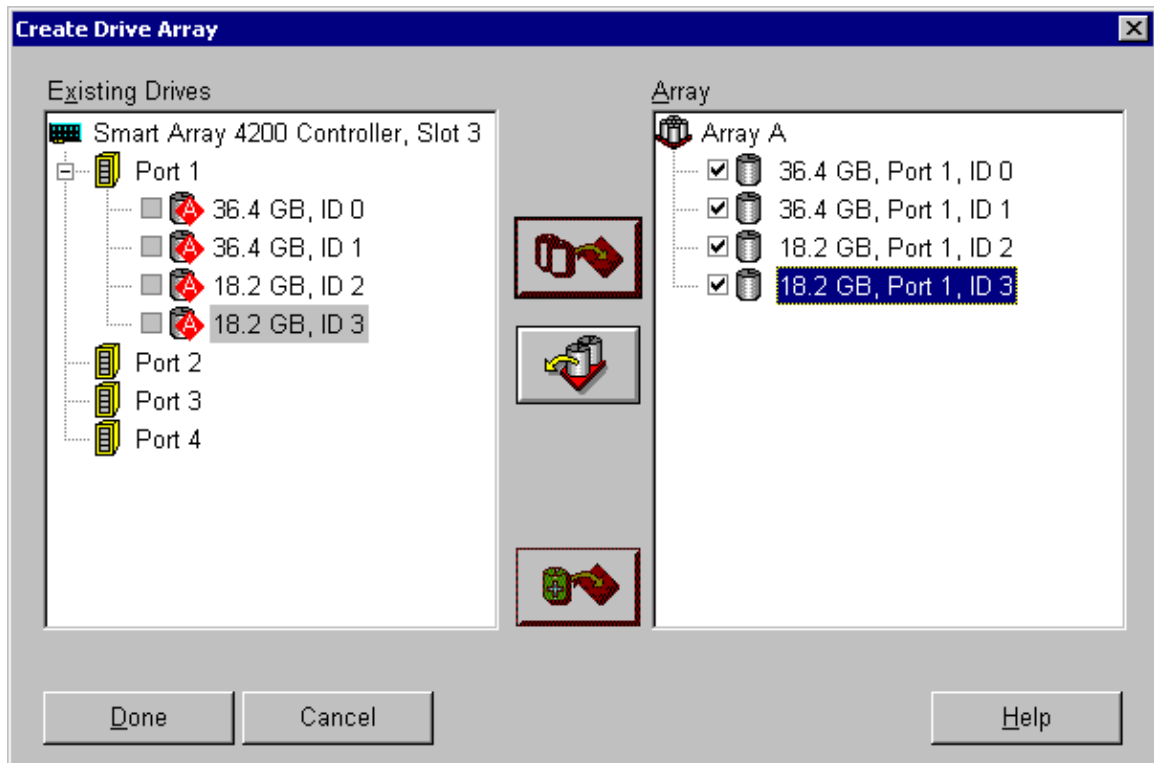 Create Drive Array
Existing Drives
Smart Array 4200 Controller, Slot 3
Port 1
A 36.4 GB, ID 0
A 36.4 GB, ID 1
A 18.2 GB, ID 2
A 18.2 GB, ID 3
Port 2
Port 3
Port 4
Array
Array A
36.4 GB, Port 1, ID 0
36.4 GB, Port 1, ID 1
18.2 GB, Port 1, ID 2
18.2 GB, Port 1, ID 3
Done
Cancel
Help